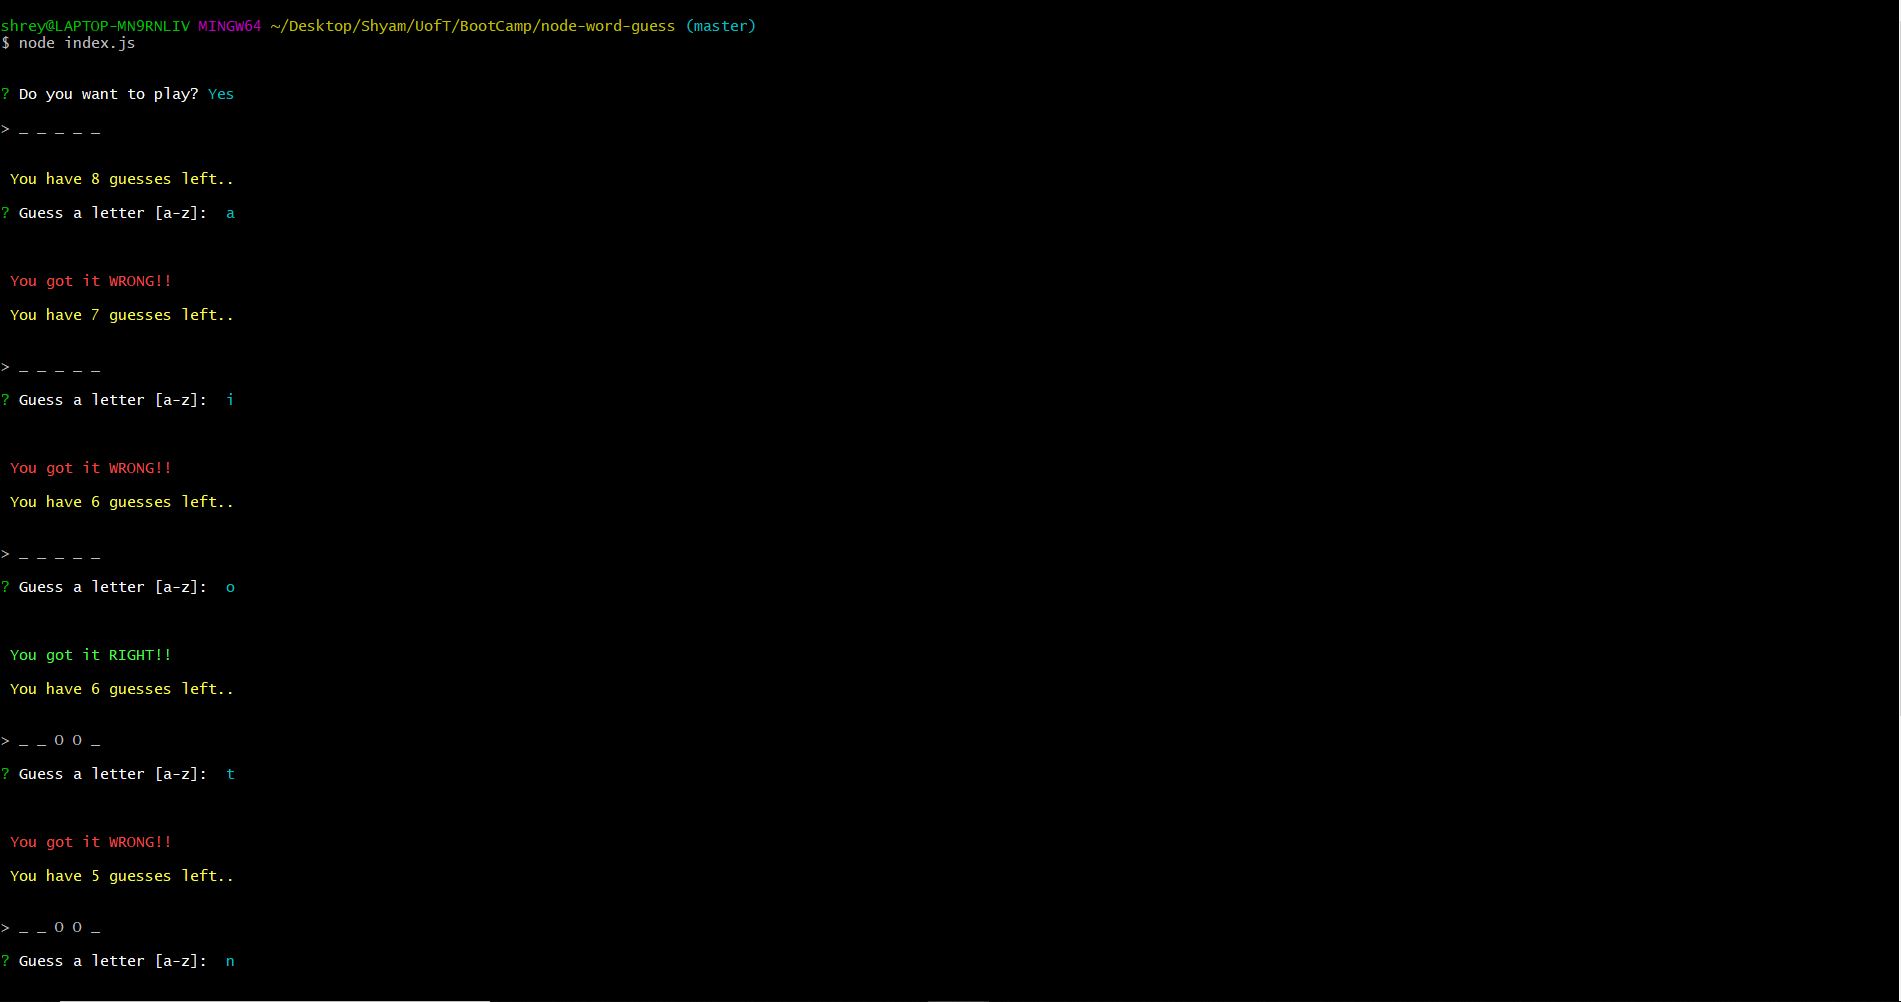 shrey@LAPTOP-MN9RNLIV MINGW64 ~/Desktop/Shyam/UofT/BootCamp/node-word-guess (master)
$ node index.js
? Do you want to play? Yes
> _ _ _ _ _
You have 8 guesses left..
? Guess a letter [a-z]:  a
You got it WRONG!!
You have 7 guesses left..
> _ _ _ _ _
? Guess a letter [a-z]:  i
You got it WRONG!!
You have 6 guesses left..
> _ _ _ _ _
? Guess a letter [a-z]:  o
You got it RIGHT!!
You have 6 guesses left..
> _ _ O O _
? Guess a letter [a-z]:  t
You got it WRONG!!
You have 5 guesses left..
> _ _ O O _
? Guess a letter [a-z]:  n